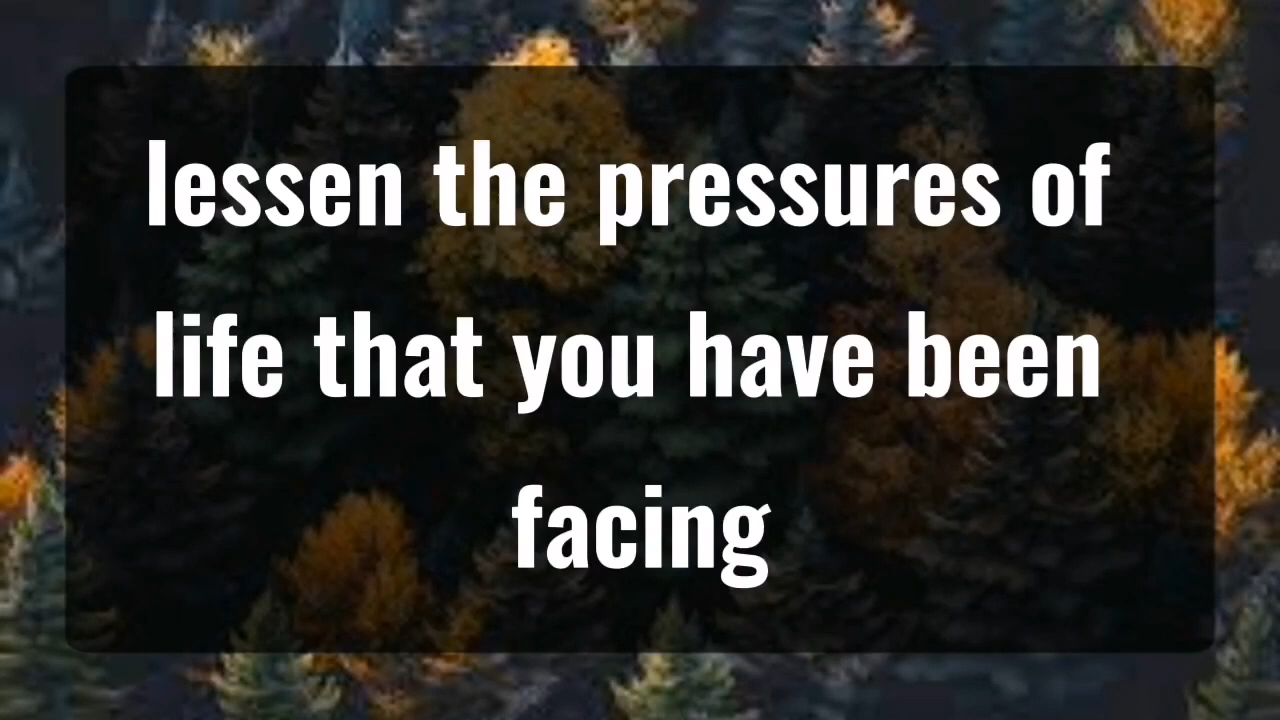 lessen the pressures of
life that you have been
facing